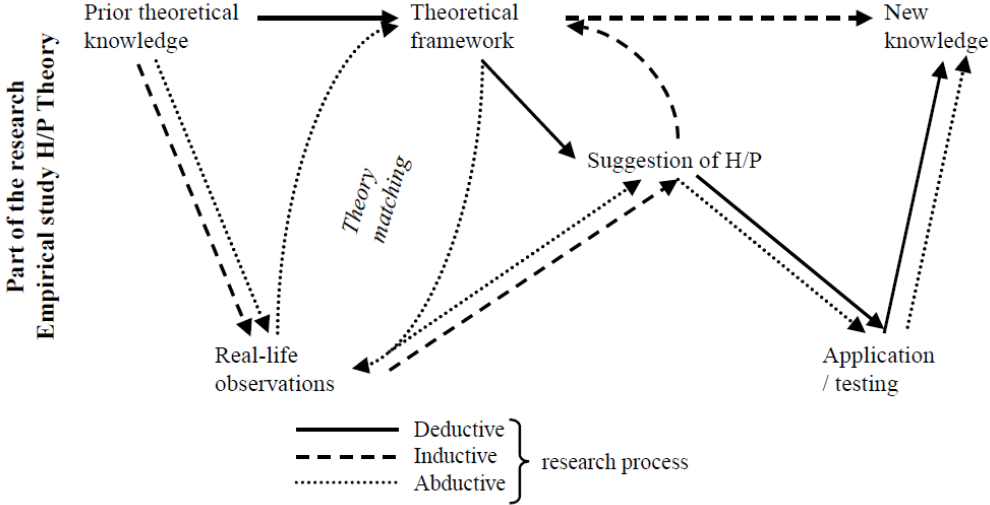 Prior theoretical
knowledge
Theoretical
framework
New
knowledge
Part of the research
Empirical study H/P Theory
Suggestion of H/P
Theory
matching
Real-life
observations
Application
/ testing
Deductive
Inductive
Abductive
research process